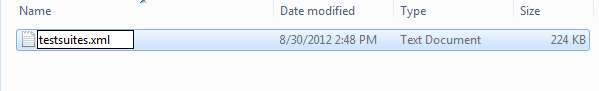 Name Date modified Type Size
testsuites.xml 8/30/2012 2:48 PM Text Document 224 KB